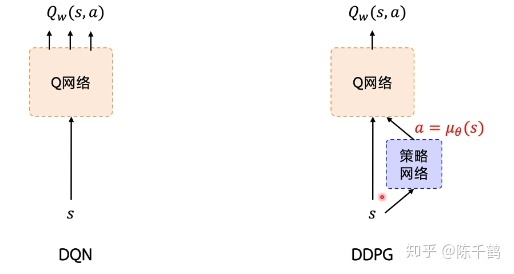 Q_w(s,a)
Q网络
s
DQN
Q_w(s,a)
Q网络
a = μ_θ(s)
策略
网络
s
DDPG
知乎 @陈千鹤